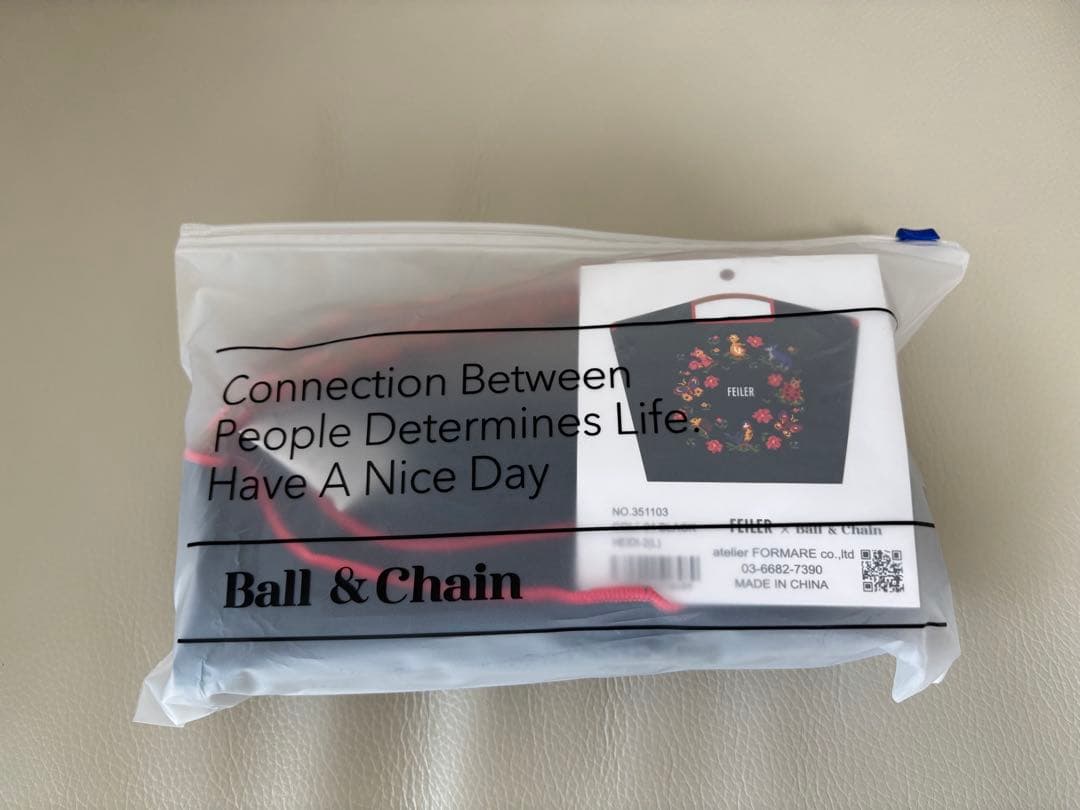 Connection Between
People Determines Life.
Have A Nice Day
Ball & Chain
FEILER
NO.351103
FEILER × Ball & Chain
atelier FORMARE co.,ltd
03-6682-7390
MADE IN CHINA